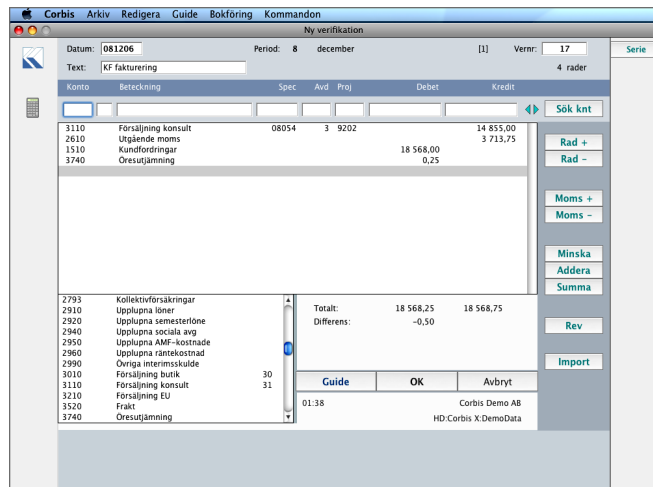 Corbis Arkiv Redigera Guide Bokföring Kommandon
Ny verifikation
Datum: 081206 Period: 8 december [1] Vernr: 17 Serie
Text: KF fakturering 4 rader
Konto Beteckning Spec Avd Proj Debet Kredit
Sök knt
3110 Försäljning konsult 08054 3 9202 14 855,00
2610 Utgående moms 3 713,75
1510 Kundfordringar 18 568,00
3740 Öresutjämning 0,25
Rad +
Rad -
Moms +
Moms -
Minska
Addera
Summa
Rev
Import
2793 Kollektivförsäkringar
2910 Upplupna löner
2920 Upplupna semesterlöne
2940 Upplupna sociala avg
2950 Upplupna AMF-kostnade
2960 Upplupna räntekostnad
2990 Övriga interimsskulde
3010 Försäljning butik 30
3110 Försäljning konsult 31
3210 Försäljning EU
3520 Frakt
3740 Öresutjämning
Totalt: 18 568,25 18 568,75
Differens: -0,50
Guide OK Avbryt
01:38 Corbis Demo AB
HD:Corbis X:DemoData